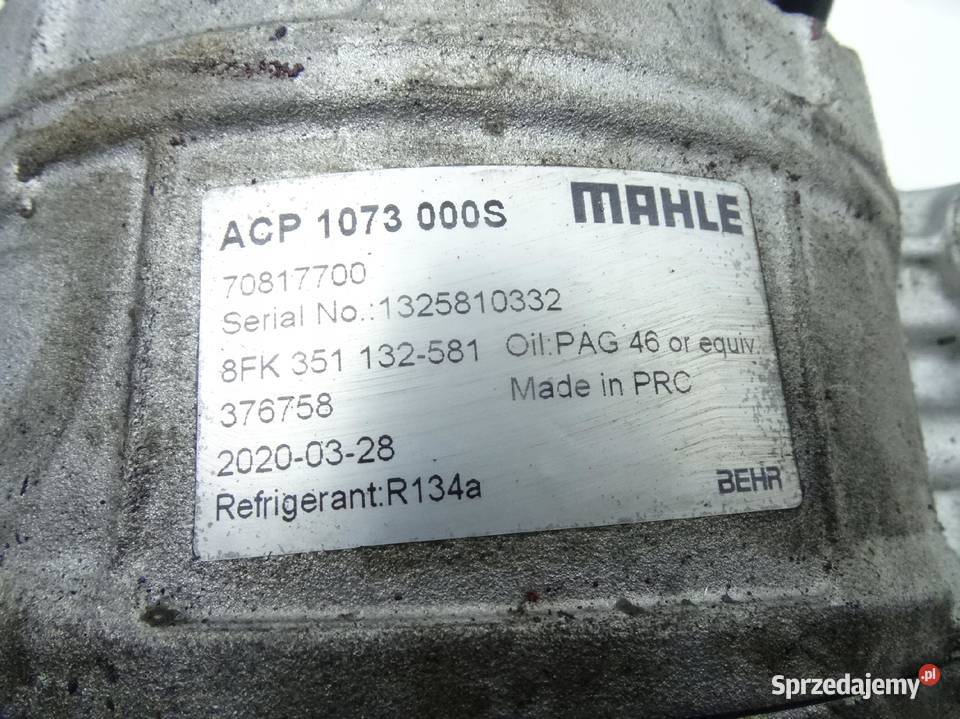 ACP 1073 000S MAHLE
70817700
Serial No.:1325810332
8FK 351 132-581 Oil:PAG 46 or equiv.
376758 Made in PRC
2020-03-28
Refrigerant:R134a BEHR
Sprzedajemy.pl